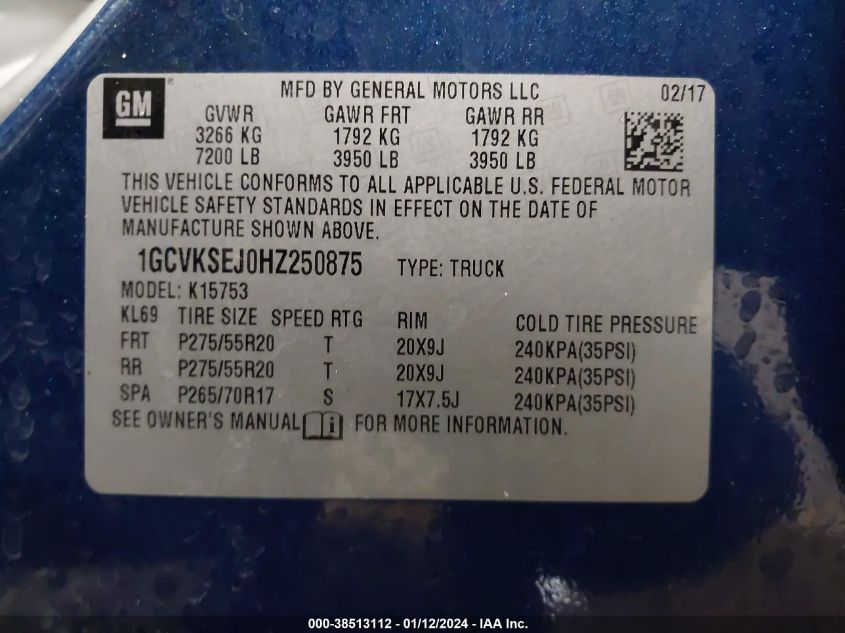 GM
MFD BY GENERAL MOTORS LLC 02/17
GVWR GAWR FRT GAWR RR
3266 KG 1792 KG 1792 KG
7200 LB 3950 LB 3950 LB
THIS VEHICLE CONFORMS TO ALL APPLICABLE U.S. FEDERAL MOTOR
VEHICLE SAFETY STANDARDS IN EFFECT ON THE DATE OF
MANUFACTURE SHOWN ABOVE.
1GCVKSEJ0HZ250875 TYPE: TRUCK
MODEL: K15753
KL69 TIRE SIZE SPEED RTG RIM COLD TIRE PRESSURE
FRT P275/55R20 T 20X9J 240KPA(35PSI)
RR P275/55R20 T 20X9J 240KPA(35PSI)
SPA P265/70R17 S 17X7.5J 240KPA(35PSI)
SEE OWNER'S MANUAL i FOR MORE INFORMATION.
000-38513112 - 01/12/2024 - IAA Inc.